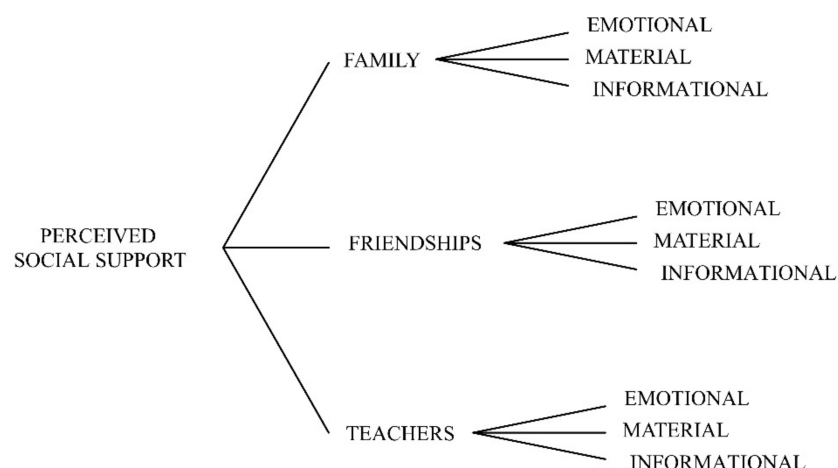 PERCEIVED
SOCIAL SUPPORT
FAMILY
EMOTIONAL
MATERIAL
INFORMATIONAL
FRIENDSHIPS
EMOTIONAL
MATERIAL
INFORMATIONAL
TEACHERS
EMOTIONAL
MATERIAL
INFORMATIONAL